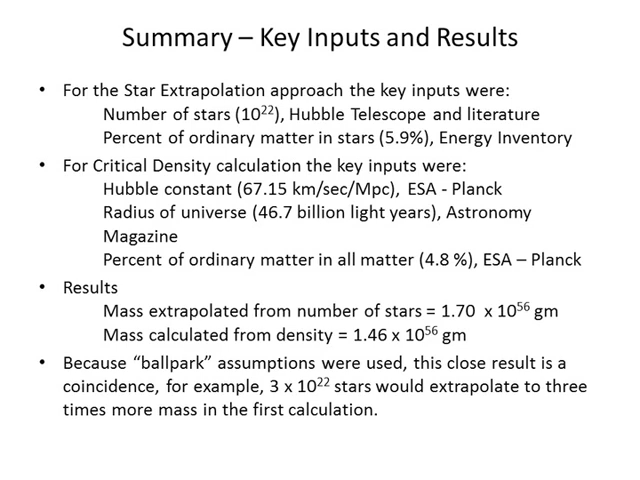 Summary – Key Inputs and Results
• For the Star Extrapolation approach the key inputs were:
Number of stars (10²²), Hubble Telescope and literature
Percent of ordinary matter in stars (5.9%), Energy Inventory
• For Critical Density calculation the key inputs were:
Hubble constant (67.15 km/sec/Mpc), ESA - Planck
Radius of universe (46.7 billion light years), Astronomy
Magazine
Percent of ordinary matter in all matter (4.8 %), ESA – Planck
• Results
Mass extrapolated from number of stars = 1.70 x 10⁵⁶ gm
Mass calculated from density = 1.46 x 10⁵⁶ gm
• Because “ballpark” assumptions were used, this close result is a
coincidence, for example, 3 x 10²² stars would extrapolate to three
times more mass in the first calculation.